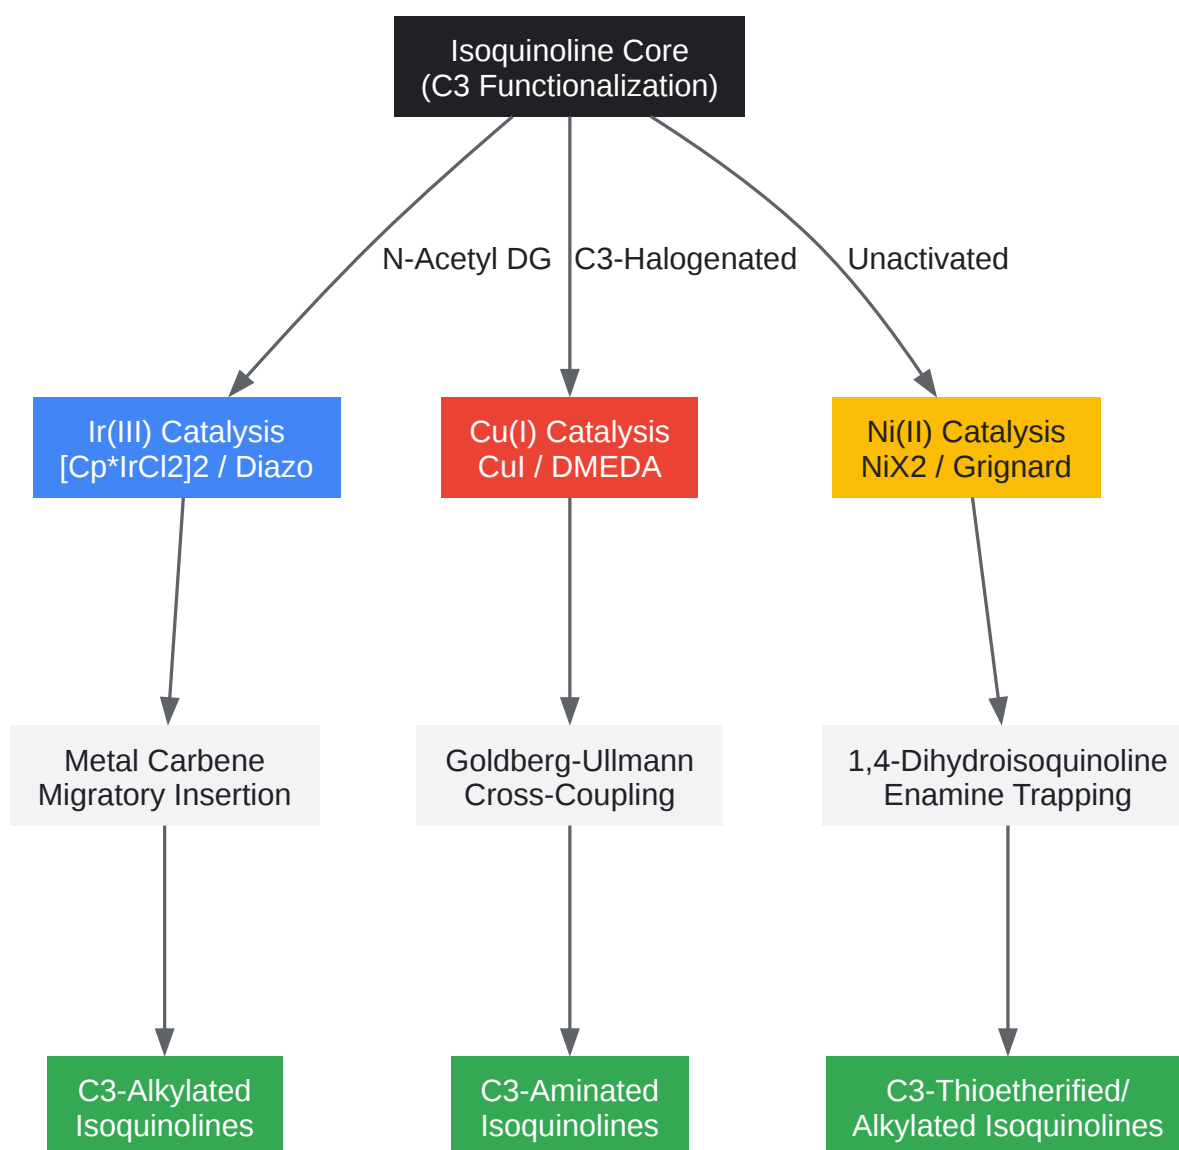 Isoquinoline Core
(C3 Functionalization)
N-Acetyl DG
C3-Halogenated
Unactivated
Ir(III) Catalysis
[Cp*IrCl2]2 / Diazo
Cu(I) Catalysis
CuI / DMEDA
Ni(II) Catalysis
NiX2 / Grignard
Metal Carbene
Migratory Insertion
Goldberg-Ullmann
Cross-Coupling
1,4-Dihydroisoquinoline
Enamine Trapping
C3-Alkylated
Isoquinolines
C3-Aminated
Isoquinolines
C3-Thioetherified/
Alkylated Isoquinolines